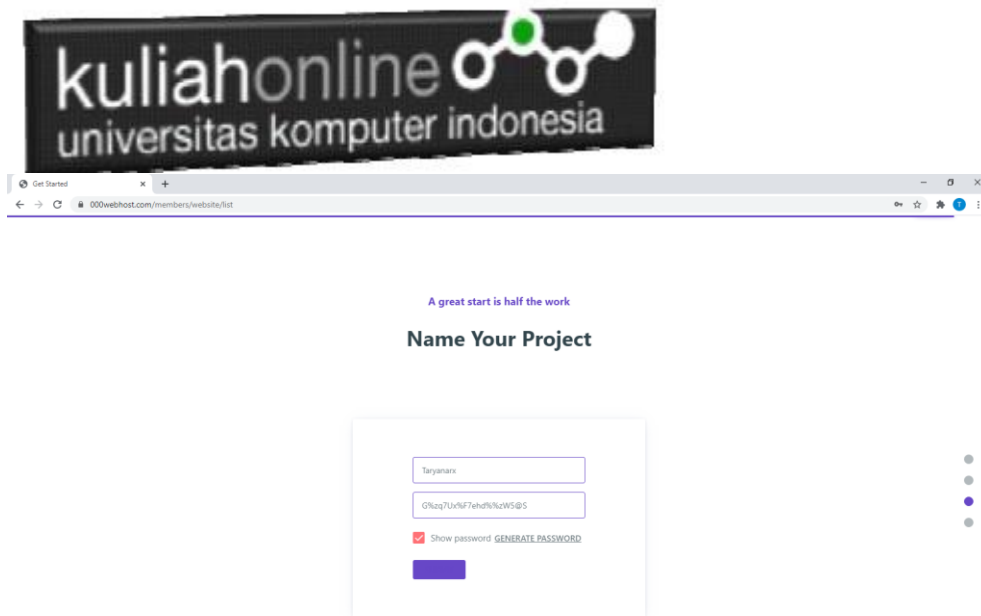 kuliahonline
universitas komputer indonesia
Get Started
000webhost.com/members/website/list
T
A great start is half the work
Name Your Project
Taryanarx
G%zq7Ux%F7ehd%%zW5@S
Show password GENERATE PASSWORD